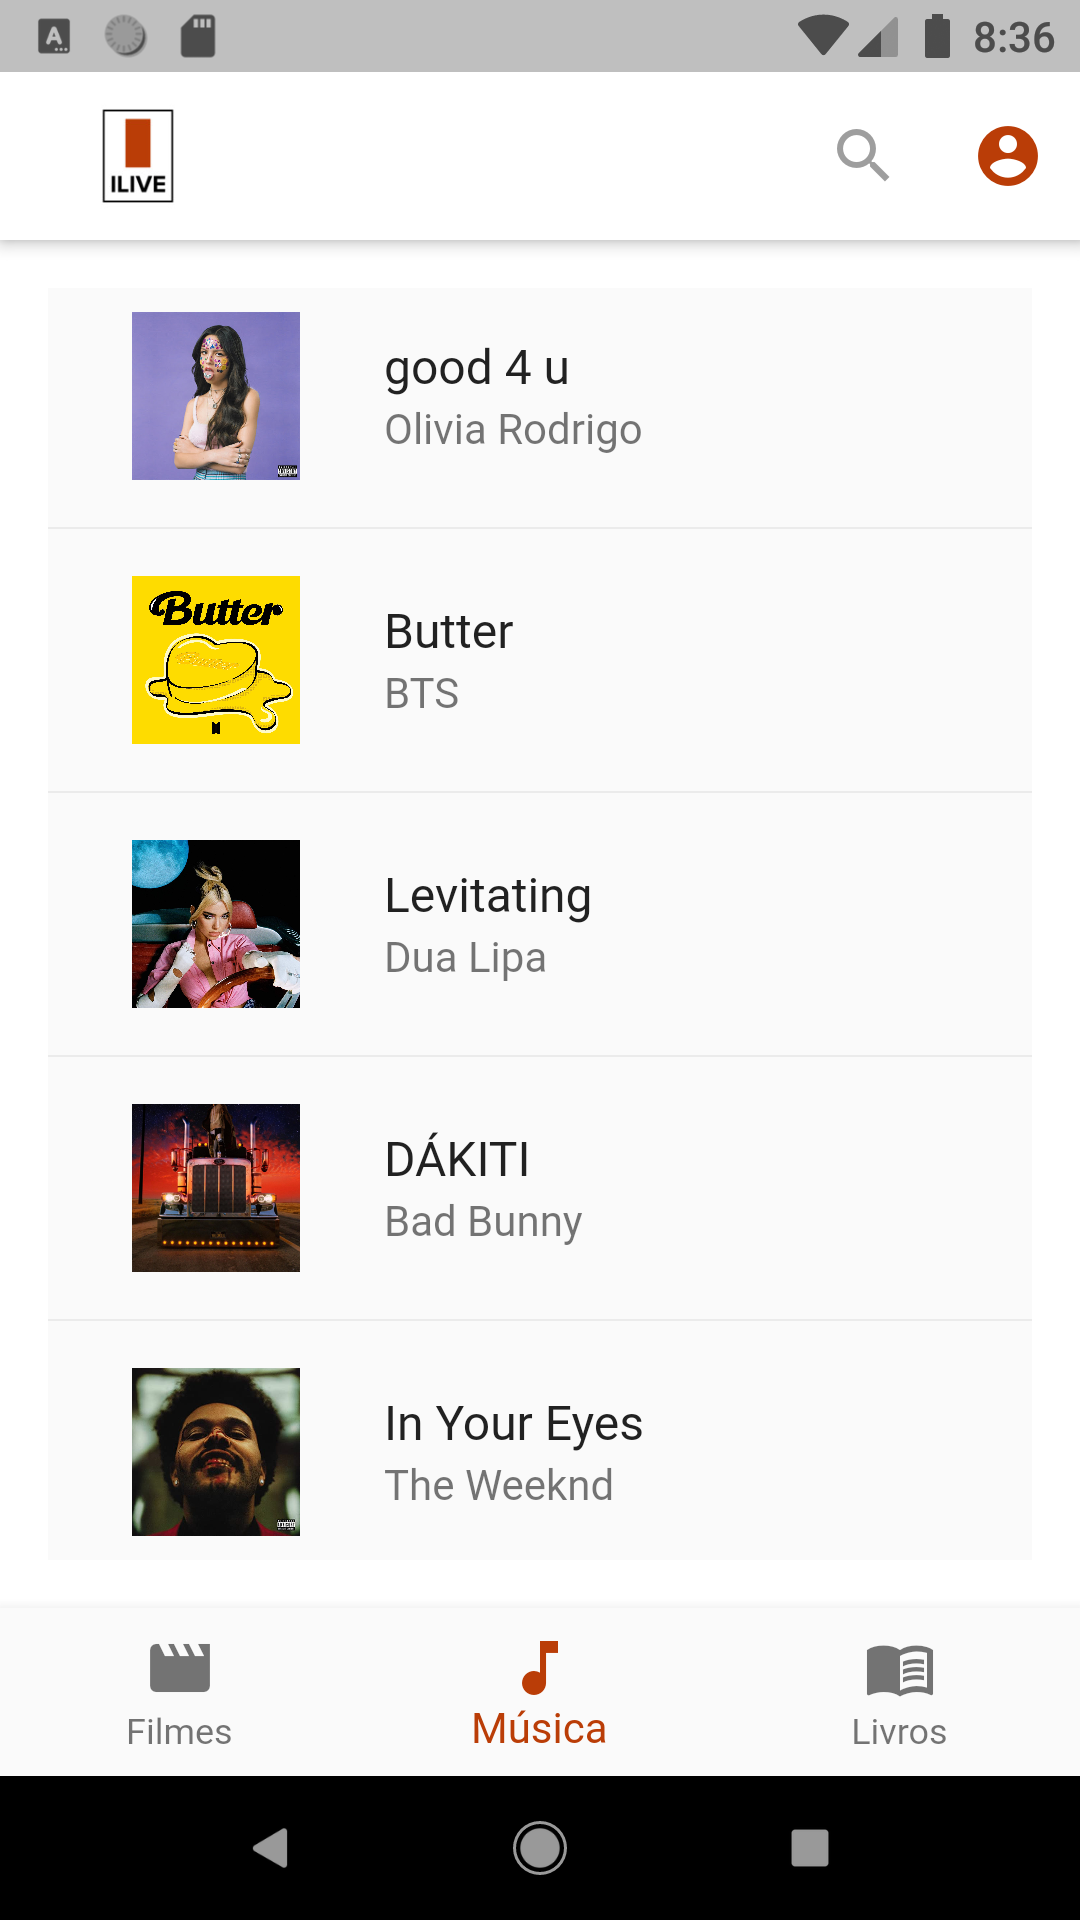 8:36
ILIVE
good 4 u
Olivia Rodrigo
Butter
Butter
BTS
Levitating
Dua Lipa
DÁKITI
Bad Bunny
In Your Eyes
The Weeknd
Filmes
Música
Livros